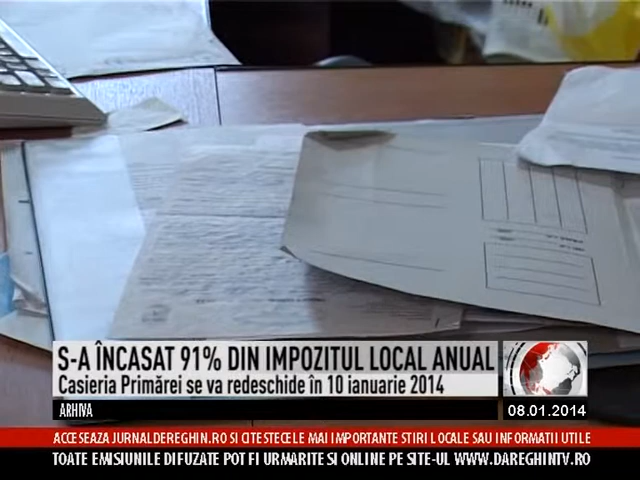 S-A ÎNCASAT 91% DIN IMPOZITUL LOCAL ANUAL
Casieria Primărei se va redeschide în 10 ianuarie 2014
ARHIVA
08.01.2014
ACCESEAZA JURNALDEREGHIN.RO SI CITESTE CELE MAI IMPORTANTE STIRI LOCALE SAU INFORMATII UTILE
TOATE EMISIUNILE DIFUZATE POT FI URMARITE SI ONLINE PE SITE-UL WWW.DAREGHINTV.RO